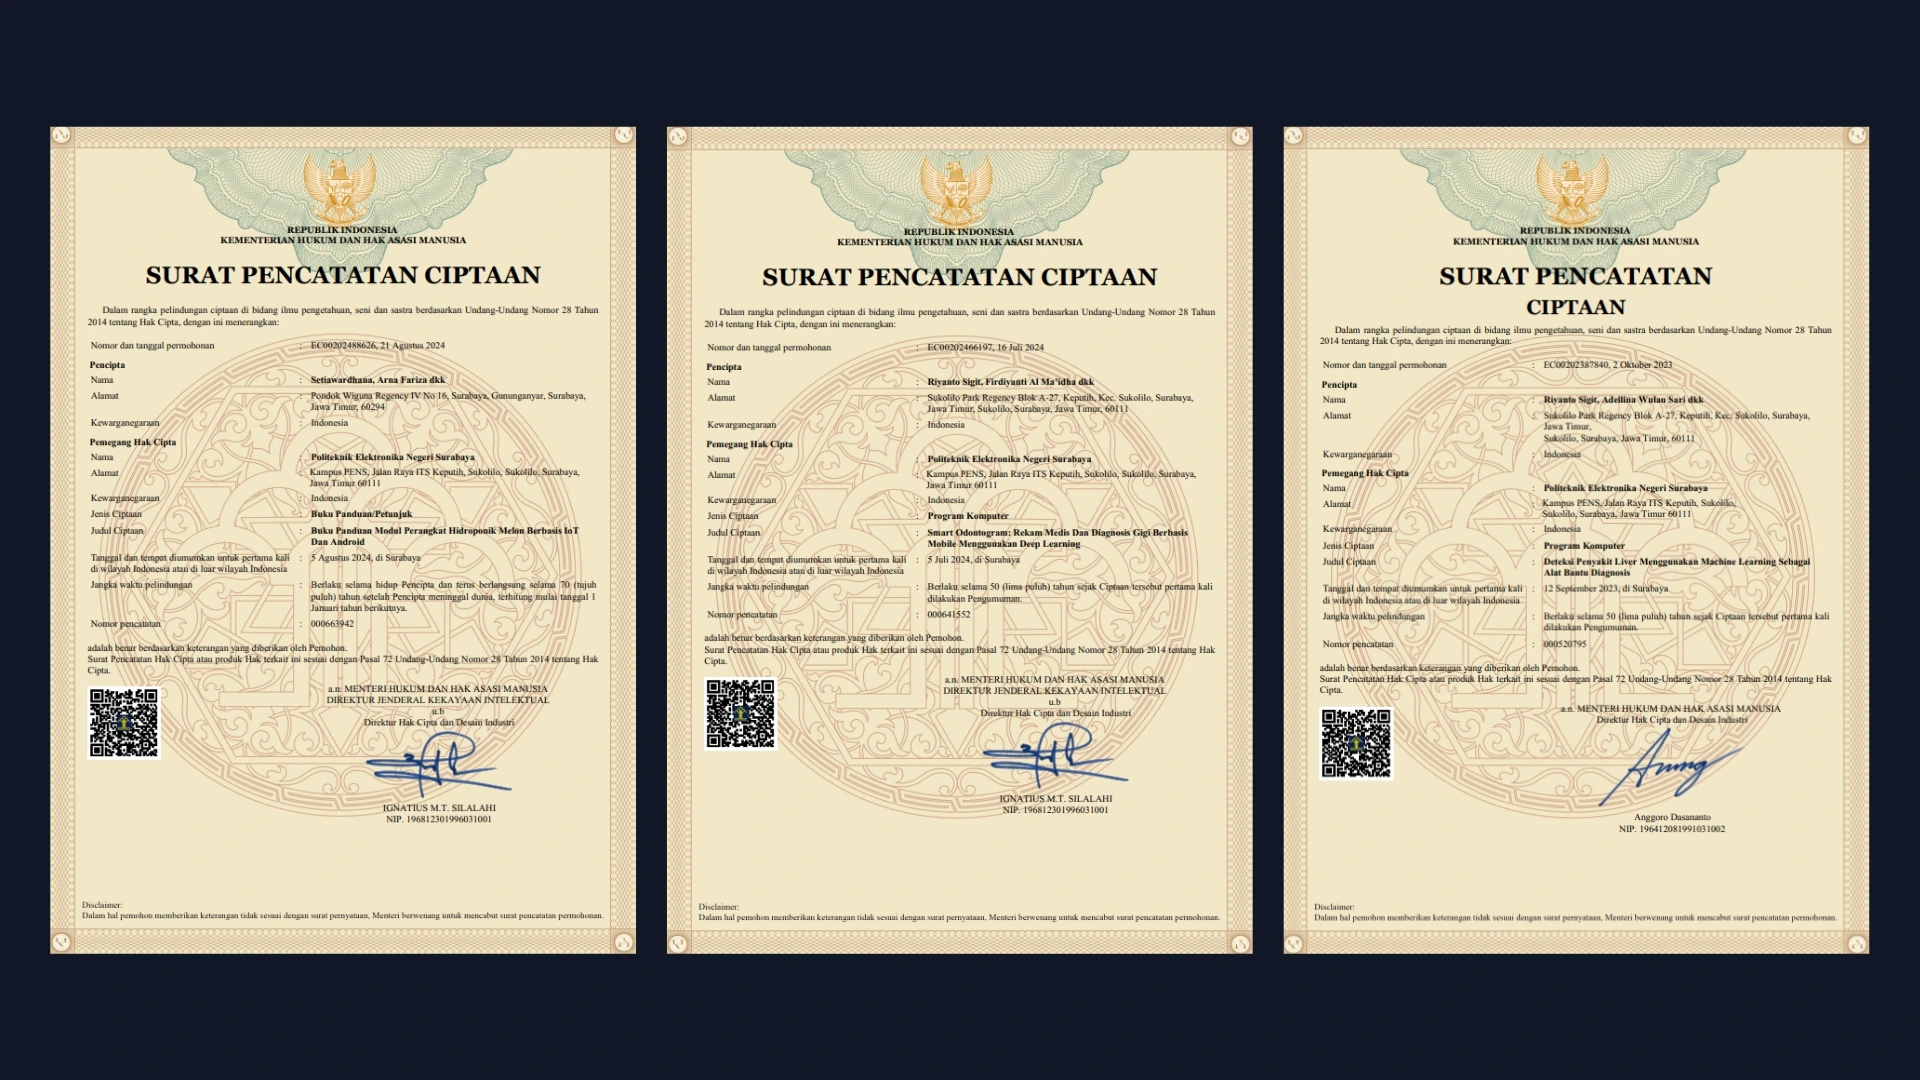 REPUBLIK INDONESIA
KEMENTERIAN HUKUM DAN HAK ASASI MANUSIA
SURAT PENCATATAN CIPTAAN
Dalam rangka pelindungan ciptaan di bidang ilmu pengetahuan, seni dan sastra berdasarkan Undang-Undang Nomor 28 Tahun
2014 tentang Hak Cipta, dengan ini menerangkan:
Nomor dan tanggal permohonan : EC00202488626, 21 Agustus 2024
Pencipta
Nama : Setiawardhana, Arna Fariza dkk
Alamat : Pondok Wiguna Regency IV No 16, Surabaya, Gununganyar, Surabaya,
Jawa Timur, 60294
Kewarganegaraan : Indonesia
Pemegang Hak Cipta
Nama : Politeknik Elektronika Negeri Surabaya
Alamat : Kampus PENS, Jalan Raya ITS Keputih, Sukolilo, Sukolilo, Surabaya,
Jawa Timur 60111
Kewarganegaraan : Indonesia
Jenis Ciptaan : Buku Panduan/Petunjuk
Judul Ciptaan : Buku Panduan Modul Perangkat Hidroponik Melon Berbasis IoT
Dan Android
Tanggal dan tempat diumumkan untuk pertama kali : 5 Agustus 2024, di Surabaya
di wilayah Indonesia atau di luar wilayah Indonesia
Jangka waktu pelindungan : Berlaku selama hidup Pencipta dan terus berlangsung selama 70 (tujuh
puluh) tahun setelah Pencipta meninggal dunia, terhitung mulai tanggal 1
Januari tahun berikutnya.
Nomor pencatatan : 000663942
adalah benar berdasarkan keterangan yang diberikan oleh Pemohon.
Surat Pencatatan Hak Cipta atau produk Hak terkait ini sesuai dengan Pasal 72 Undang-Undang Nomor 28 Tahun 2014 tentang Hak
Cipta.
a.n. MENTERI HUKUM DAN HAK ASASI MANUSIA
DIREKTUR JENDERAL KEKAYAAN INTELEKTUAL
u.b
Direktur Hak Cipta dan Desain Industri
IGNATIUS M.T. SILALAHI
NIP. 196812301996031001
Disclaimer:
Dalam hal pemohon memberikan keterangan tidak sesuai dengan surat pernyataan, Menteri berwenang untuk mencabut surat pencatatan permohonan.
REPUBLIK INDONESIA
KEMENTERIAN HUKUM DAN HAK ASASI MANUSIA
SURAT PENCATATAN CIPTAAN
Dalam rangka pelindungan ciptaan di bidang ilmu pengetahuan, seni dan sastra berdasarkan Undang-Undang Nomor 28 Tahun
2014 tentang Hak Cipta, dengan ini menerangkan:
Nomor dan tanggal permohonan : EC00202466197, 16 Juli 2024
Pencipta
Nama : Riyanto Sigit, Firdiyanti Al Ma'idha dkk
Alamat : Sukolilo Park Regency Blok A-27, Keputih, Kec. Sukolilo, Surabaya,
Jawa Timur, Sukolilo, Surabaya, Jawa Timur, 60111
Kewarganegaraan : Indonesia
Pemegang Hak Cipta
Nama : Politeknik Elektronika Negeri Surabaya
Alamat : Kampus PENS, Jalan Raya ITS Keputih, Sukolilo, Sukolilo, Surabaya,
Jawa Timur 60111
Kewarganegaraan : Indonesia
Jenis Ciptaan : Program Komputer
Judul Ciptaan : Smart Odontogram: Rekam Medis Dan Diagnosis Gigi Berbasis
Mobile Menggunakan Deep Learning
Tanggal dan tempat diumumkan untuk pertama kali : 5 Juli 2024, di Surabaya
di wilayah Indonesia atau di luar wilayah Indonesia
Jangka waktu pelindungan : Berlaku selama 50 (lima puluh) tahun sejak Ciptaan tersebut pertama kali
dilakukan Pengumuman.
Nomor pencatatan : 000641552
adalah benar berdasarkan keterangan yang diberikan oleh Pemohon.
Surat Pencatatan Hak Cipta atau produk Hak terkait ini sesuai dengan Pasal 72 Undang-Undang Nomor 28 Tahun 2014 tentang Hak
Cipta.
a.n. MENTERI HUKUM DAN HAK ASASI MANUSIA
DIREKTUR JENDERAL KEKAYAAN INTELEKTUAL
u.b
Direktur Hak Cipta dan Desain Industri
IGNATIUS M.T. SILALAHI
NIP. 196812301996031001
Disclaimer:
Dalam hal pemohon memberikan keterangan tidak sesuai dengan surat pernyataan, Menteri berwenang untuk mencabut surat pencatatan permohonan.
REPUBLIK INDONESIA
KEMENTERIAN HUKUM DAN HAK ASASI MANUSIA
SURAT PENCATATAN
CIPTAAN
Dalam rangka pelindungan ciptaan di bidang ilmu pengetahuan, seni dan sastra berdasarkan Undang-Undang Nomor 28 Tahun
2014 tentang Hak Cipta, dengan ini menerangkan:
Nomor dan tanggal permohonan : EC00202387840, 2 Oktober 2023
Pencipta
Nama : Riyanto Sigit, Adellina Wulan Sari dkk
Alamat : Sukolilo Park Regency Blok A-27, Keputih, Kec. Sukolilo, Surabaya,
Jawa Timur,
Sukolilo, Surabaya, Jawa Timur, 60111
Kewarganegaraan : Indonesia
Pemegang Hak Cipta
Nama : Politeknik Elektronika Negeri Surabaya
Alamat : Kampus PENS, Jalan Raya ITS Keputih, Sukolilo,
Sukolilo, Surabaya, Jawa Timur 60111
Kewarganegaraan : Indonesia
Jenis Ciptaan : Program Komputer
Judul Ciptaan : Deteksi Penyakit Liver Menggunakan Machine Learning Sebagai
Alat Bantu Diagnosis
Tanggal dan tempat diumumkan untuk pertama kali : 12 September 2023, di Surabaya
di wilayah Indonesia atau di luar wilayah Indonesia
Jangka waktu pelindungan : Berlaku selama 50 (lima puluh) tahun sejak Ciptaan tersebut pertama kali
dilakukan Pengumuman.
Nomor pencatatan : 000520795
adalah benar berdasarkan keterangan yang diberikan oleh Pemohon.
Surat Pencatatan Hak Cipta atau produk Hak terkait ini sesuai dengan Pasal 72 Undang-Undang Nomor 28 Tahun 2014 tentang Hak
Cipta.
a.n. MENTERI HUKUM DAN HAK ASASI MANUSIA
Direktur Hak Cipta dan Desain Industri
Anggoro Dasananto
NIP. 196412081991031002
Disclaimer:
Dalam hal pemohon memberikan keterangan tidak sesuai dengan surat pernyataan, Menteri berwenang untuk mencabut surat pencatatan permohonan.